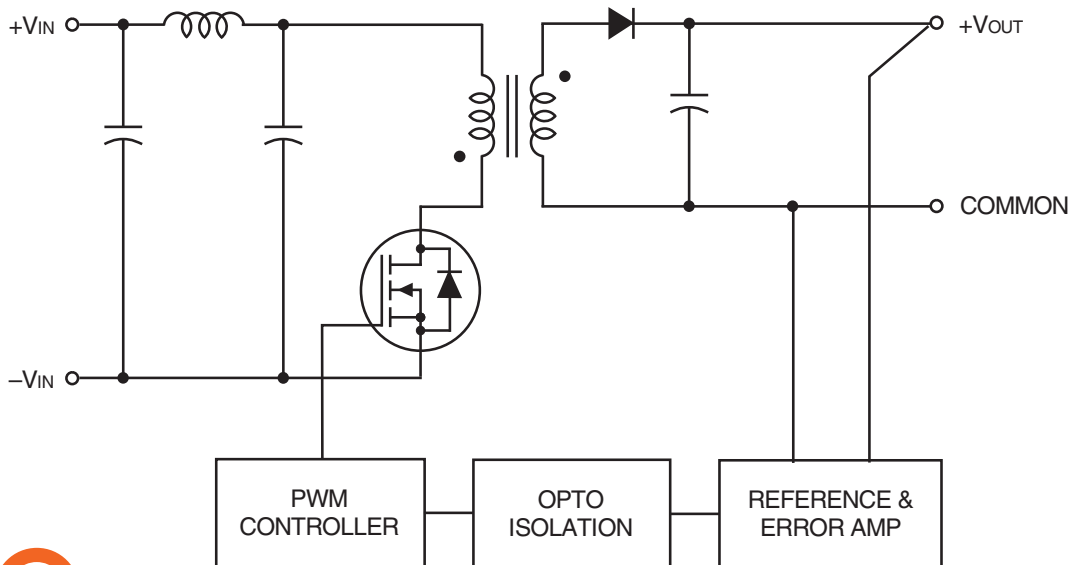 +VIN
+VOUT
COMMON
–VIN
PWM
CONTROLLER
OPTO
ISOLATION
REFERENCE &
ERROR AMP